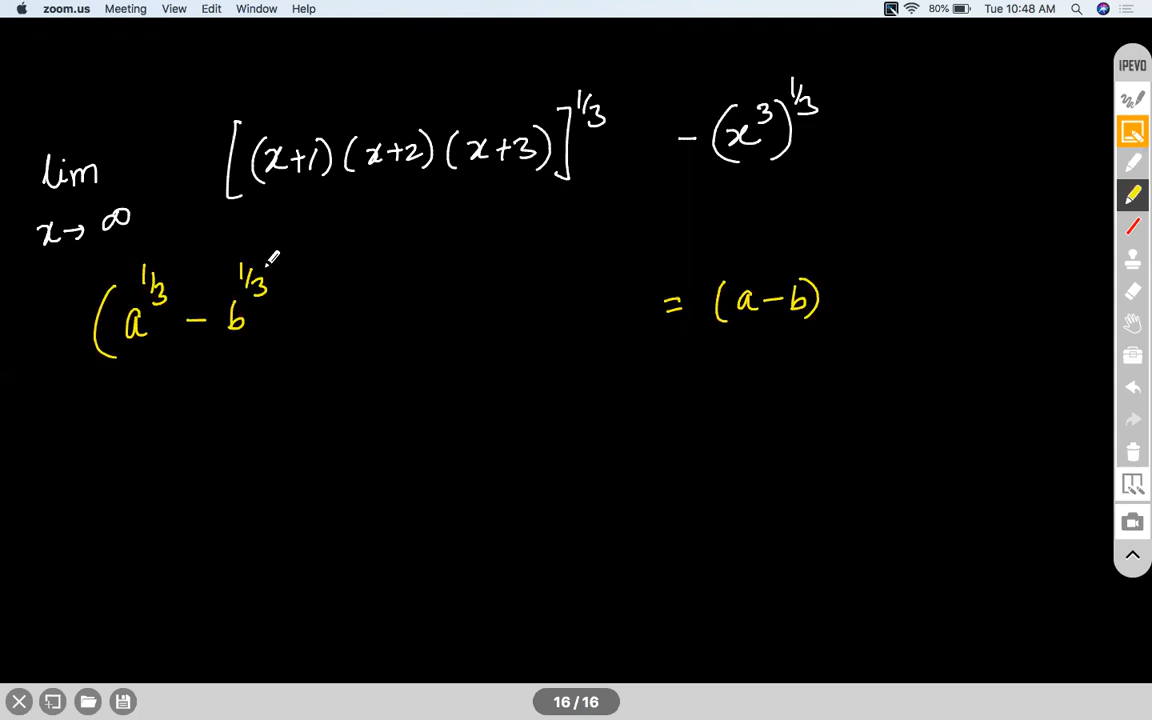 zoom.us Meeting View Edit Window Help 80% Tue 10:48 AM
IPEVO
lim x→∞ [(x+1)(x+2)(x+3)]^1/3 - (x^3)^1/3
(a^1/3 - b^1/3 = (a-b)
16/16